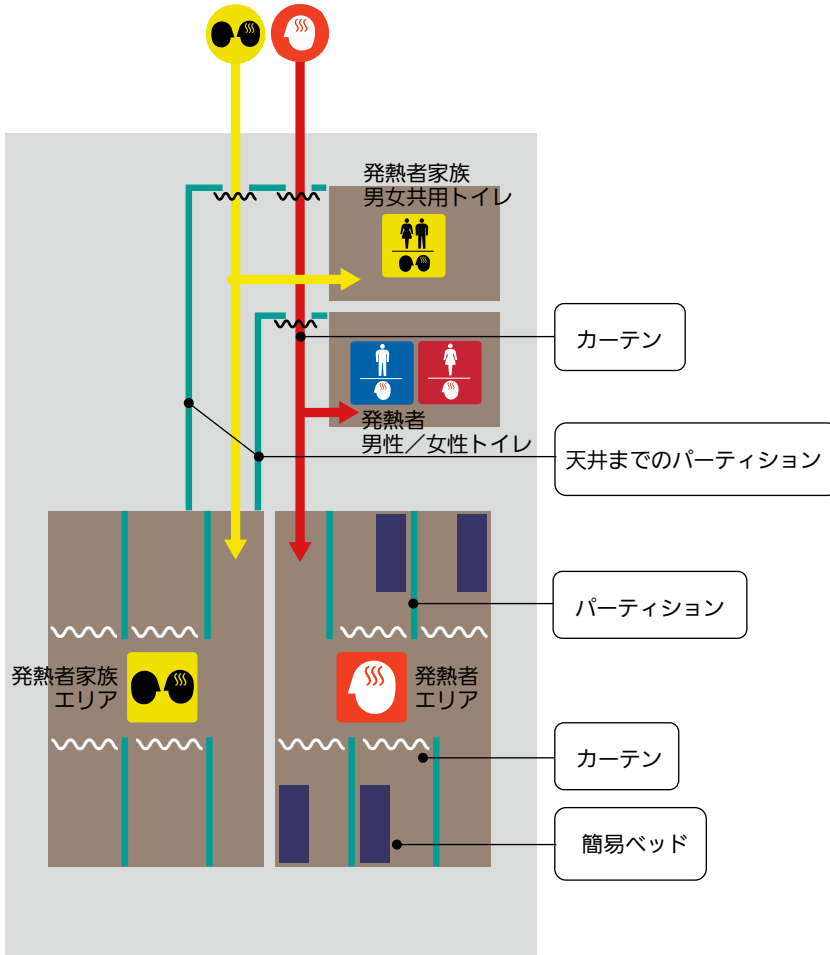 発熱者家族
男女共用トイレ
カーテン
発熱者
男性／女性トイレ
天井までのパーティション
パーティション
発熱者家族
エリア
発熱者
エリア
カーテン
簡易ベッド